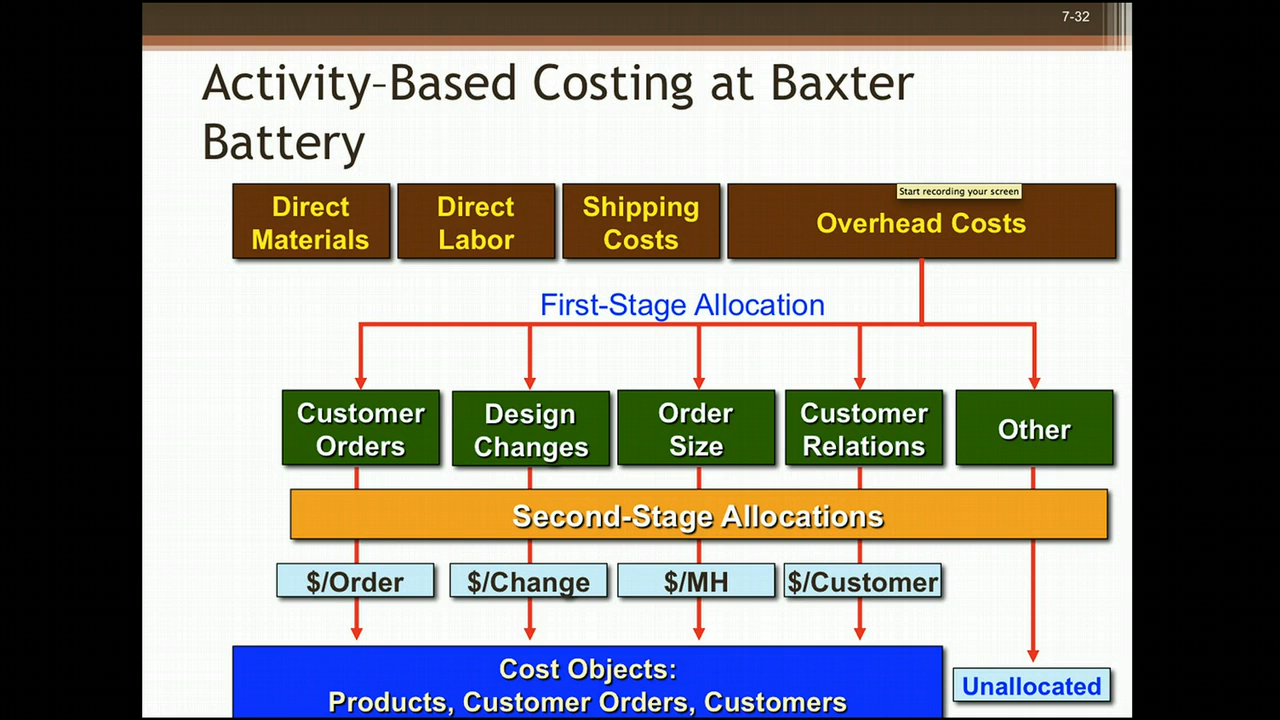 7-32
Activity–Based Costing at Baxter
Battery
Direct
Materials
Direct
Labor
Shipping
Costs
Start recording your screen
Overhead Costs
First-Stage Allocation
Customer
Orders
Design
Changes
Order
Size
Customer
Relations
Other
Second-Stage Allocations
$/Order
$/Change
$/MH
$/Customer
Cost Objects:
Products, Customer Orders, Customers
Unallocated